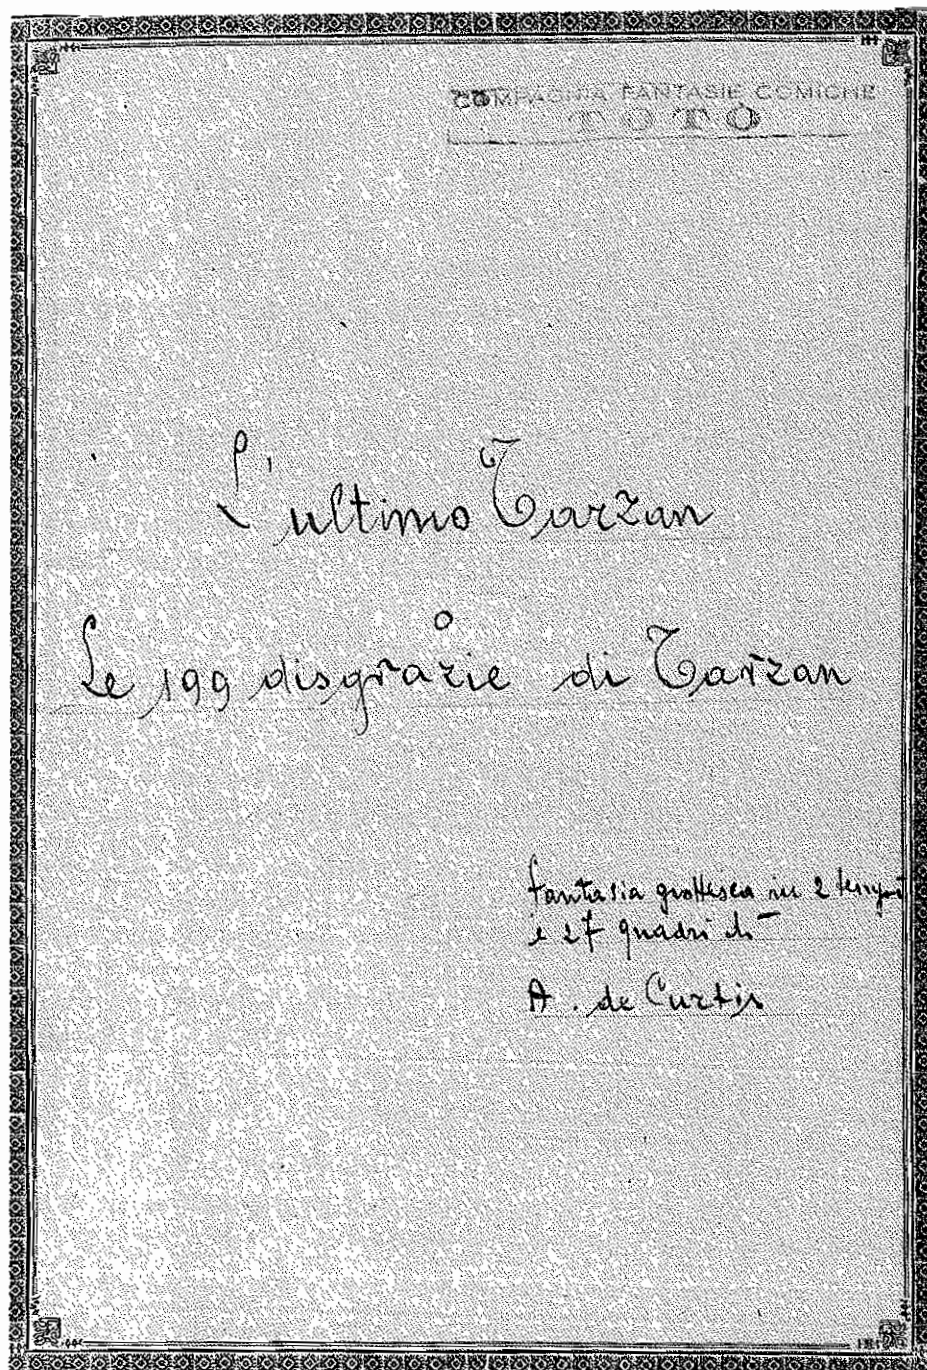 COMPAGNIA FANTASIE COMICHE
TOTÒ
L'ultimo Tarzan
o
Le 199 disgrazie di Tarzan
fantasia grottesca in 2 tempi
e 27 quadri di
A. de Curtis